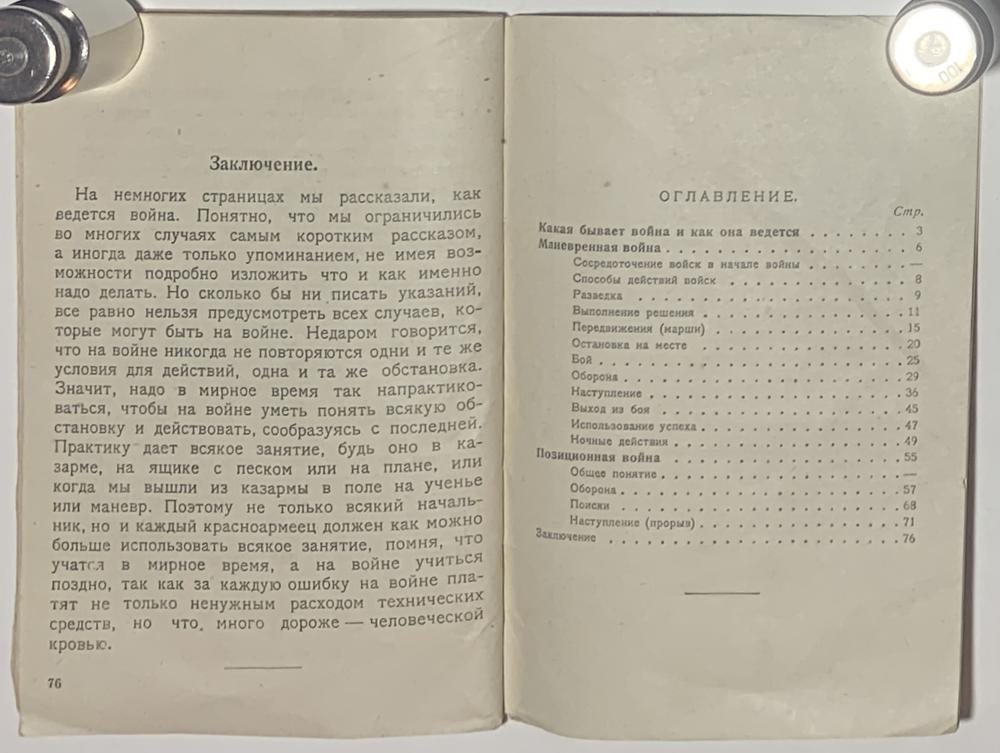 Заключение.
На немногих страницах мы рассказали, как
ведется война. Понятно, что мы ограничились
во многих случаях самым коротким рассказом,
а иногда даже только упоминанием, не имея воз-
можности подробно изложить что и как именно
надо делать. Но сколько бы ни писать указаний,
все равно нельзя предусмотреть всех случаев, ко-
торые могут быть на войне. Недаром говорится,
что на войне никогда не повторяются одни и те же
условия для действий, одна и та же обстановка.
Значит, надо в мирное время так напрактико-
ваться, чтобы на войне уметь понять всякую об-
становку и действовать, сообразуясь с последней.
Практику дает всякое занятие, будь оно в ка-
зарме, на ящике с песком или на плане, или
когда мы вышли из казармы в поле на ученье
или маневр. Поэтому не только всякий началь-
ник, но и каждый красноармеец должен как можно
больше использовать всякое занятие, помня, что
учатся в мирное время, а на войне учиться
поздно, так как за каждую ошибку на войне пла-
тят не только ненужным расходом технических
средств, но что, много дороже — человеческой
кровью.
76
ОГЛАВЛЕНИЕ.
Стр.
Какая бывает война и как она ведется . . . . . . . . 3
Маневренная война . . . . . . . . . . . . . . . . . 6
Сосредоточение войск в начале войны . . . . . . . —
Способы действий войск . . . . . . . . . . . . . 8
Разведка . . . . . . . . . . . . . . . . . . 9
Выполнение решения . . . . . . . . . . . . . . 11
Передвижения (марши) . . . . . . . . . . . . . 15
Остановка на месте . . . . . . . . . . . . . . 20
Бой . . . . . . . . . . . . . . . . . . . . 25
Оборона . . . . . . . . . . . . . . . . . . . 29
Наступление . . . . . . . . . . . . . . . . . 36
Выход из боя . . . . . . . . . . . . . . . . . 45
Использование успеха . . . . . . . . . . . . . . 47
Ночные действия . . . . . . . . . . . . . . . . 49
Позиционная война . . . . . . . . . . . . . . . . . 55
Общее понятие . . . . . . . . . . . . . . . . . —
Оборона . . . . . . . . . . . . . . . . . . . 57
Поиски . . . . . . . . . . . . . . . . . . . 68
Наступление (прорыв) . . . . . . . . . . . . . . 71
Заключение . . . . . . . . . . . . . . . . . . . . 76
100